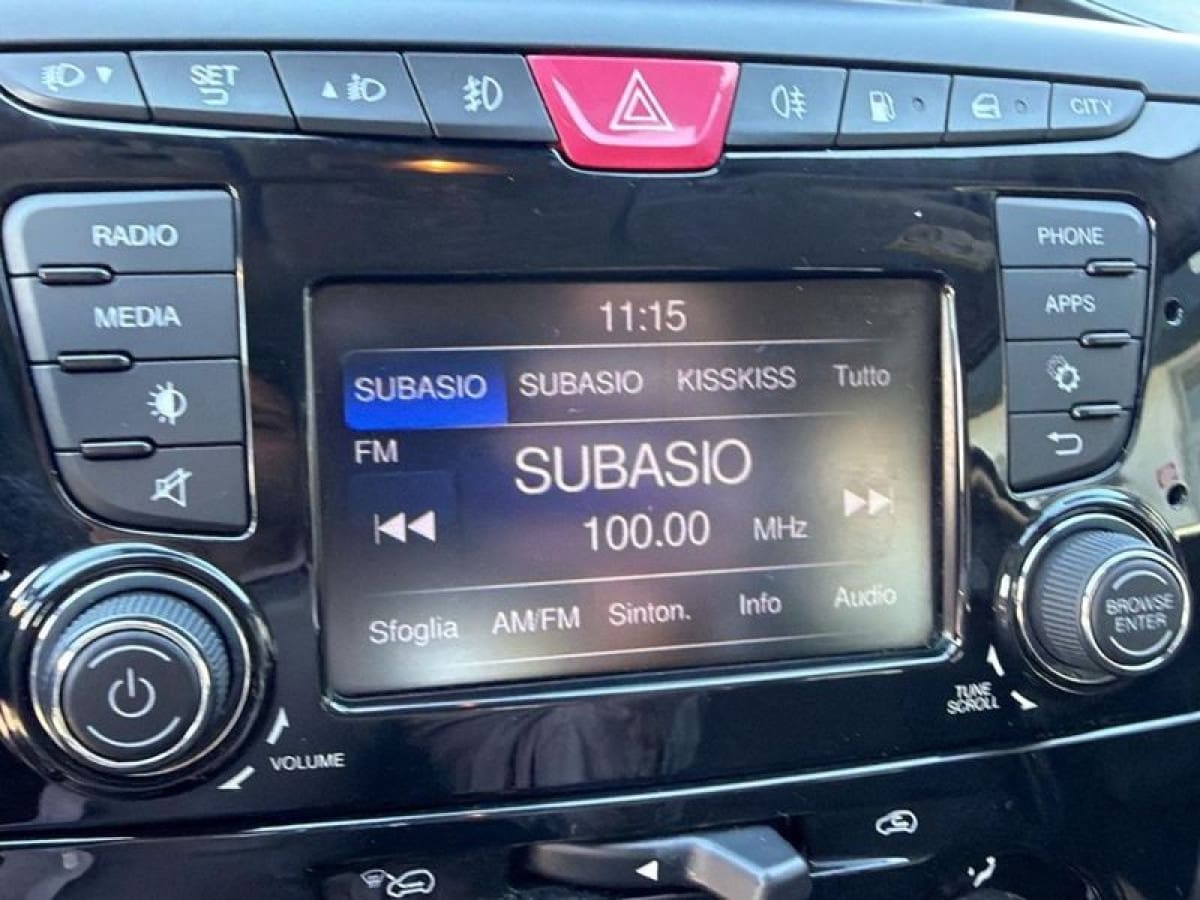 SET
CITY
RADIO
MEDIA
PHONE
APPS
11:15
SUBASIO SUBASIO KISSKISS Tutto
FM
SUBASIO
100.00 MHz
Sfoglia AM/FM Sinton. Info Audio
VOLUME
BROWSE
ENTER
TUNE
SCROLL